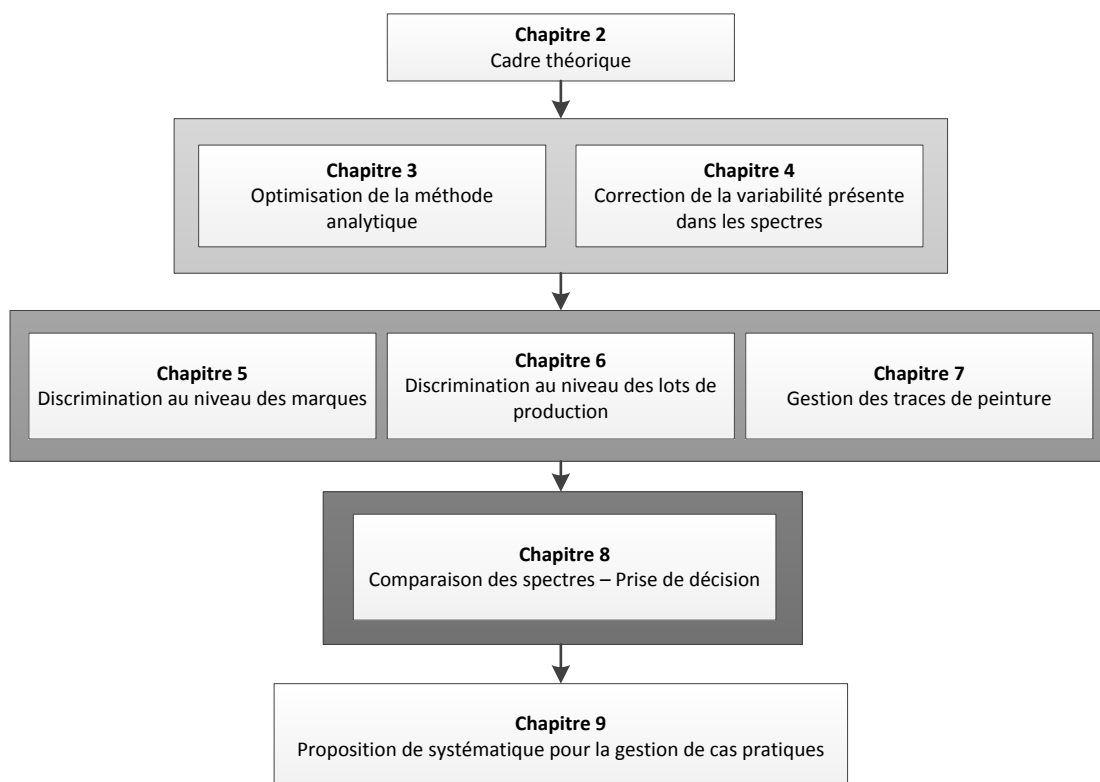 Chapitre 2
Cadre théorique
Chapitre 3
Optimisation de la méthode
analytique
Chapitre 4
Correction de la variabilité présente
dans les spectres
Chapitre 5
Discrimination au niveau des marques
Chapitre 6
Discrimination au niveau des lots de
production
Chapitre 7
Gestion des traces de peinture
Chapitre 8
Comparaison des spectres – Prise de décision
Chapitre 9
Proposition de systématique pour la gestion de cas pratiques